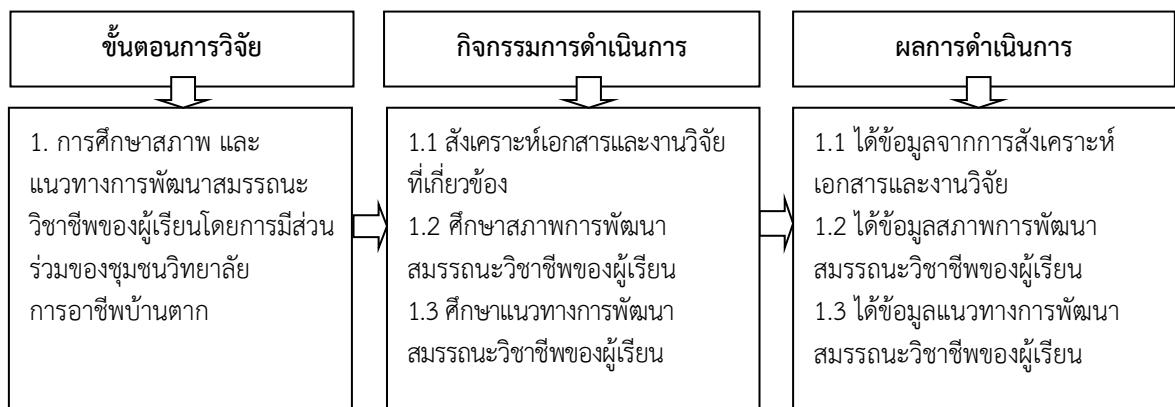 ขั้นตอนการวิจัย
กิจกรรมการดำเนินการ
ผลการดำเนินการ
1. การศึกษาสภาพ และ
แนวทางการพัฒนาสมรรถนะ
วิชาชีพของผู้เรียนโดยการมีส่วน
ร่วมของชุมชนวิทยาลัย
การอาชีพบ้านตาก
1.1 สังเคราะห์เอกสารและงานวิจัย
ที่เกี่ยวข้อง
1.2 ศึกษาสภาพการพัฒนา
สมรรถนะวิชาชีพของผู้เรียน
1.3 ศึกษาแนวทางการพัฒนา
สมรรถนะวิชาชีพของผู้เรียน
1.1 ได้ข้อมูลจากการสังเคราะห์
เอกสารและงานวิจัย
1.2 ได้ข้อมูลสภาพการพัฒนา
สมรรถนะวิชาชีพของผู้เรียน
1.3 ได้ข้อมูลแนวทางการพัฒนา
สมรรถนะวิชาชีพของผู้เรียน